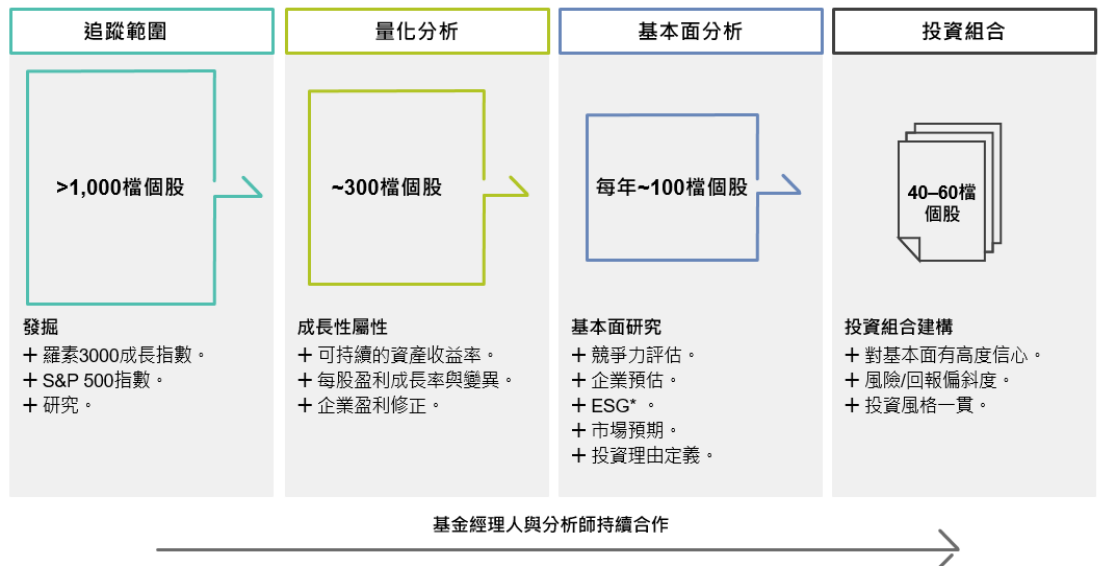 追蹤範圍
量化分析
基本面分析
投資組合
>1,000檔個股
~300檔個股
每年~100檔個股
40–60檔
個股
發掘
＋ 羅素3000成長指數。
＋ S&P 500指數。
＋ 研究。
成長性屬性
＋ 可持續的資產收益率。
＋ 每股盈利成長率與變異。
＋ 企業盈利修正。
基本面研究
＋ 競爭力評估。
＋ 企業預估。
＋ ESG* 。
＋ 市場預期。
＋ 投資理由定義。
投資組合建構
＋ 對基本面有高度信心。
＋ 風險/回報偏斜度。
＋ 投資風格一貫。
基金經理人與分析師持續合作